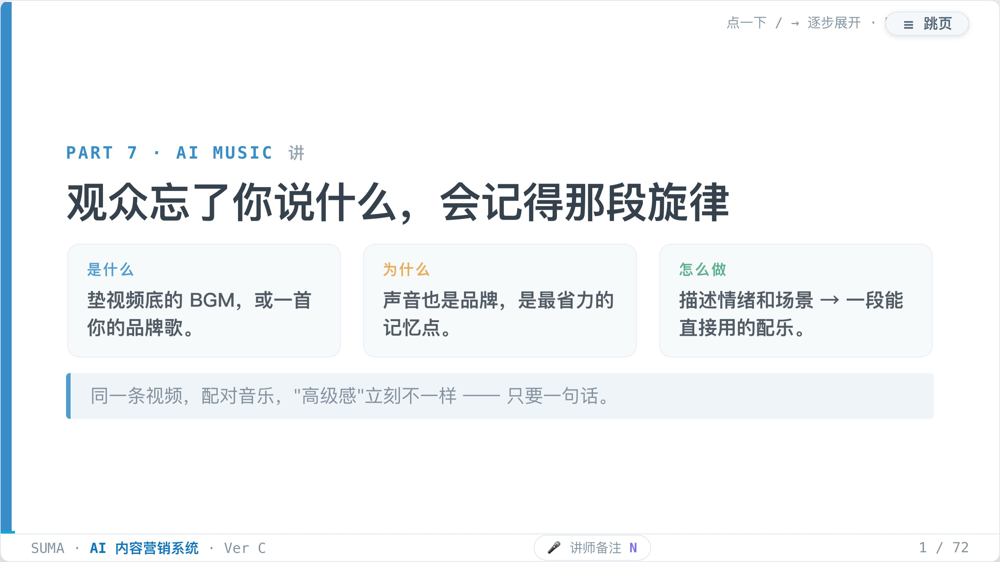 点一下 / → 逐步展开 ·
≡ 跳页
PART 7 · AI MUSIC 讲
观众忘了你说什么，会记得那段旋律
是什么
垫视频底的 BGM，或一首
你的品牌歌。
为什么
声音也是品牌，是最省力的
记忆点。
怎么做
描述情绪和场景 → 一段能
直接用的配乐。
同一条视频，配对音乐，"高级感"立刻不一样 —— 只要一句话。
SUMA · AI 内容营销系统 · Ver C
🎤 讲师备注 N
1 / 72